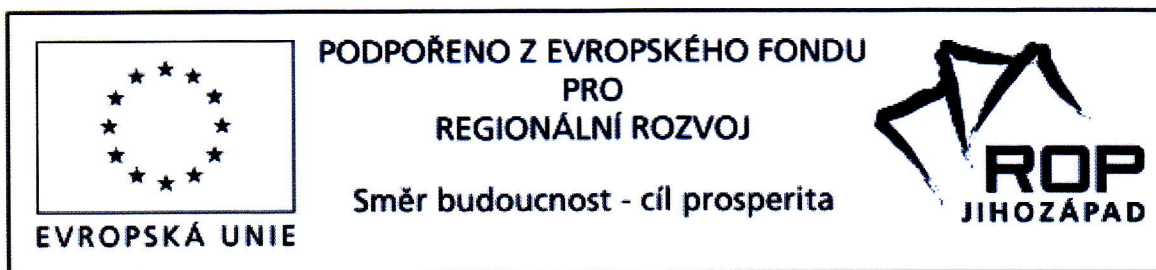 EVROPSKÁ UNIE
PODPOŘENO Z EVROPSKÉHO FONDU
PRO
REGIONÁLNÍ ROZVOJ
Směr budoucnost - cíl prosperita
ROP
JIHOZÁPAD